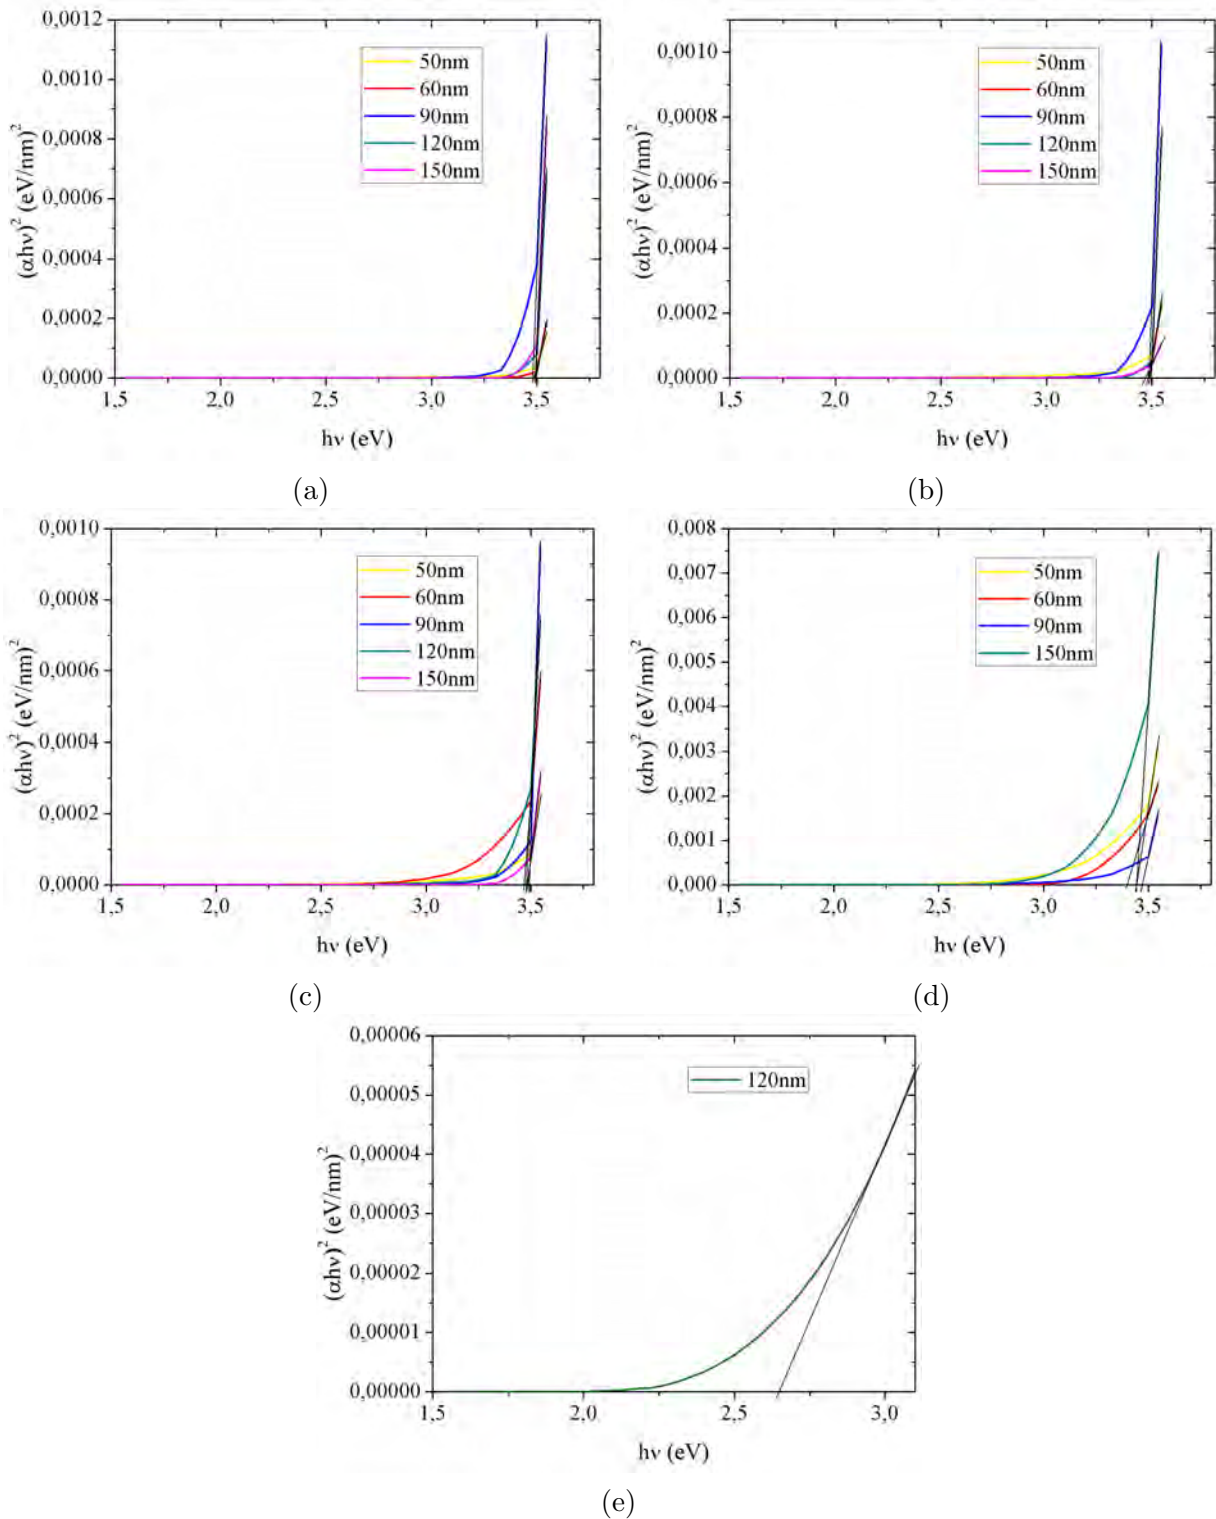 0,0012
0,0010
0,0008
0,0006
0,0004
0,0002
0,0000
(αhν)² (eV/nm)²
50nm
60nm
90nm
120nm
150nm
1,5 2,0 2,5 3,0 3,5
hν (eV)
(a)
0,0010
0,0008
0,0006
0,0004
0,0002
0,0000
(αhν)² (eV/nm)²
50nm
60nm
90nm
120nm
150nm
1,5 2,0 2,5 3,0 3,5
hν (eV)
(b)
0,0010
0,0008
0,0006
0,0004
0,0002
0,0000
(αhν)² (eV/nm)²
50nm
60nm
90nm
120nm
150nm
1,5 2,0 2,5 3,0 3,5
hν (eV)
(c)
0,008
0,007
0,006
0,005
0,004
0,003
0,002
0,001
0,000
(αhν)² (eV/nm)²
50nm
60nm
90nm
150nm
1,5 2,0 2,5 3,0 3,5
hν (eV)
(d)
0,00006
0,00005
0,00004
0,00003
0,00002
0,00001
0,00000
(αhν)² (eV/nm)²
120nm
1,5 2,0 2,5 3,0
hν (eV)
(e)